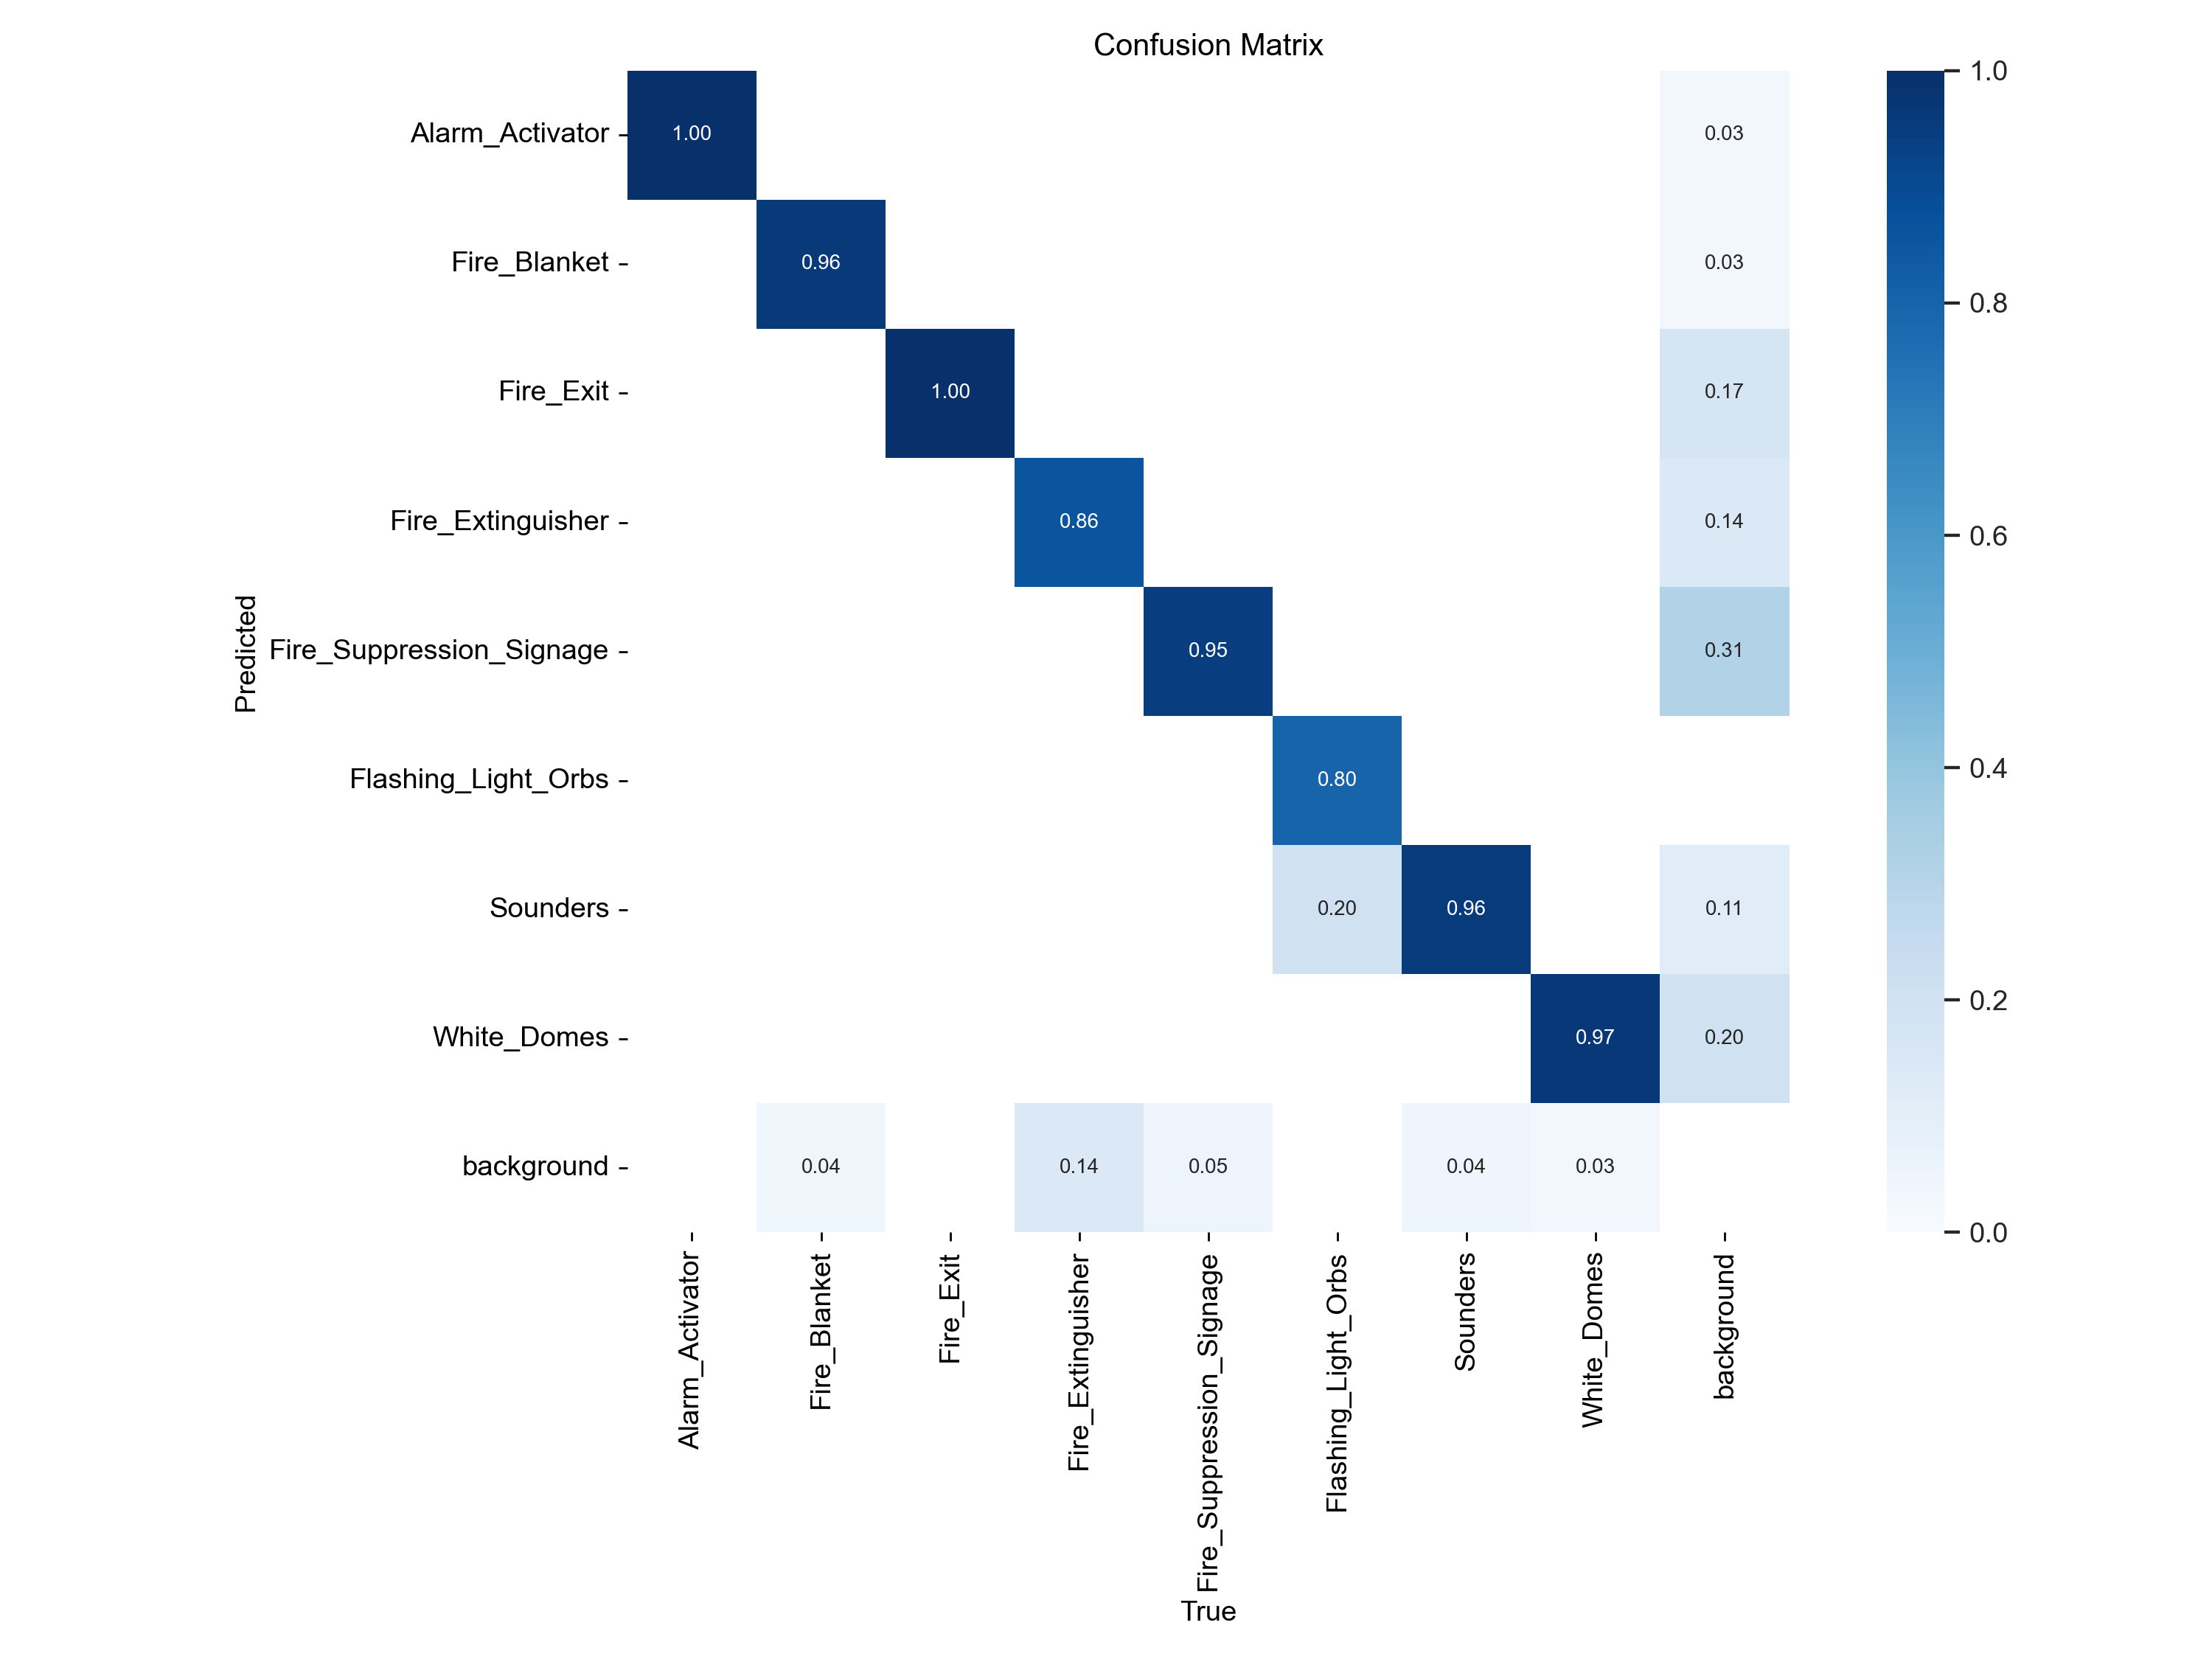 Confusion Matrix
Alarm_Activator
1.00
0.03
Fire_Blanket
0.96
0.03
Fire_Exit
1.00
0.17
Fire_Extinguisher
0.86
0.14
Fire_Suppression_Signage
0.95
0.31
Flashing_Light_Orbs
0.80
Sounders
0.20
0.96
0.11
White_Domes
0.97
0.20
background
0.04
0.14
0.05
0.04
0.03
Predicted
Alarm_Activator
Fire_Blanket
Fire_Exit
Fire_Extinguisher
Fire_Suppression_Signage
Flashing_Light_Orbs
Sounders
White_Domes
background
True
1.0
0.8
0.6
0.4
0.2
0.0